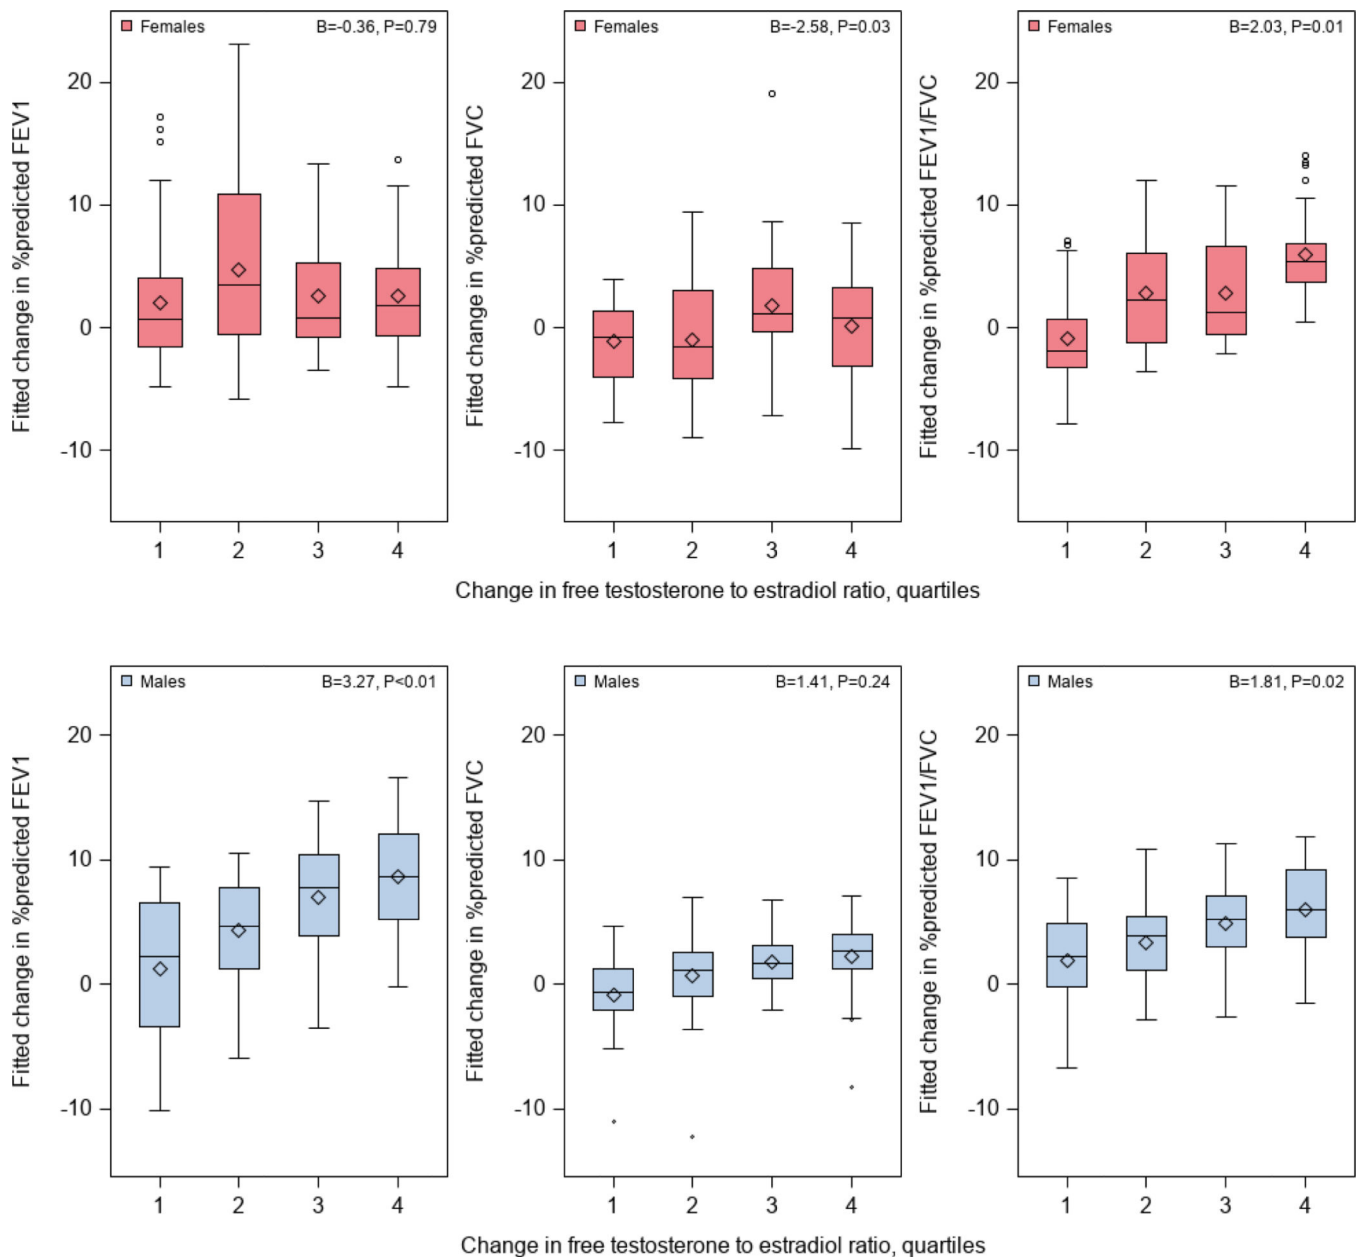 Females B=-0.36, P=0.79
Fitted change in %predicted FEV1
20
10
0
-10
1 2 3 4
Females B=-2.58, P=0.03
Fitted change in %predicted FVC
20
10
0
-10
1 2 3 4
Females B=2.03, P=0.01
Fitted change in %predicted FEV1/FVC
20
10
0
-10
1 2 3 4
Change in free testosterone to estradiol ratio, quartiles
Males B=3.27, P<0.01
Fitted change in %predicted FEV1
20
10
0
-10
1 2 3 4
Males B=1.41, P=0.24
Fitted change in %predicted FVC
20
10
0
-10
1 2 3 4
Males B=1.81, P=0.02
Fitted change in %predicted FEV1/FVC
20
10
0
-10
1 2 3 4
Change in free testosterone to estradiol ratio, quartiles